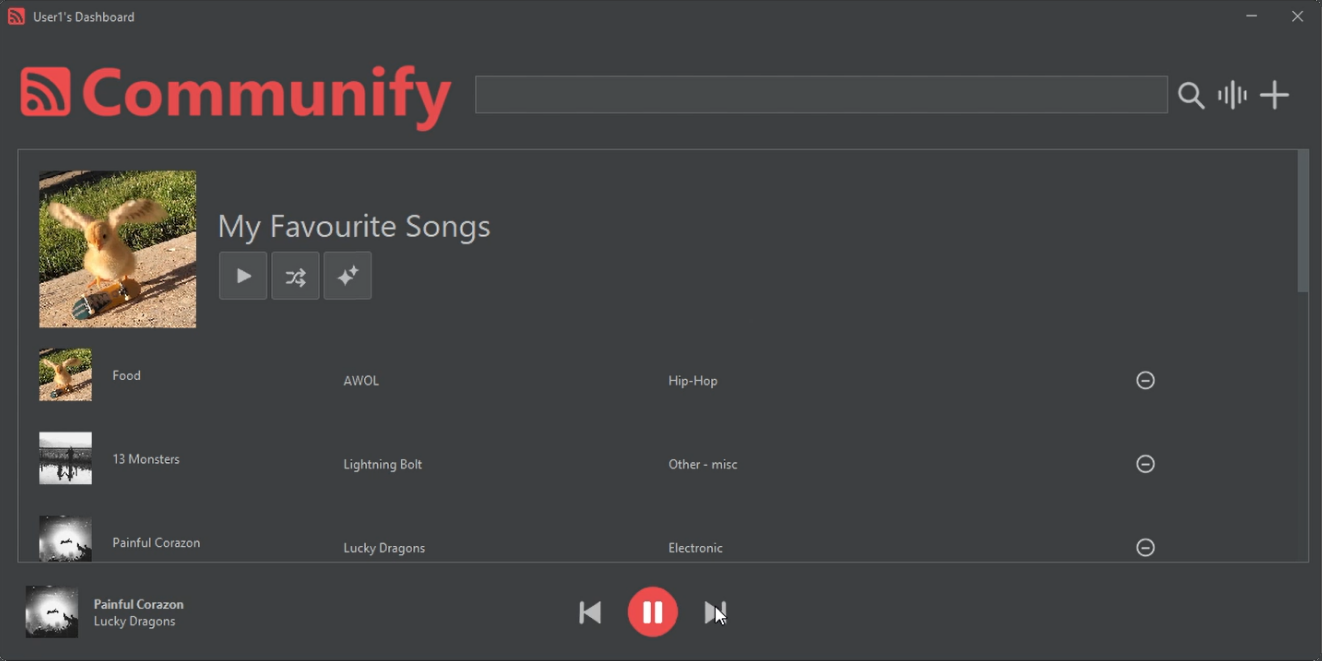 User1's Dashboard
Communify
My Favourite Songs
Food AWOL Hip-Hop
13 Monsters Lightning Bolt Other - misc
Painful Corazon Lucky Dragons Electronic
Painful Corazon
Lucky Dragons